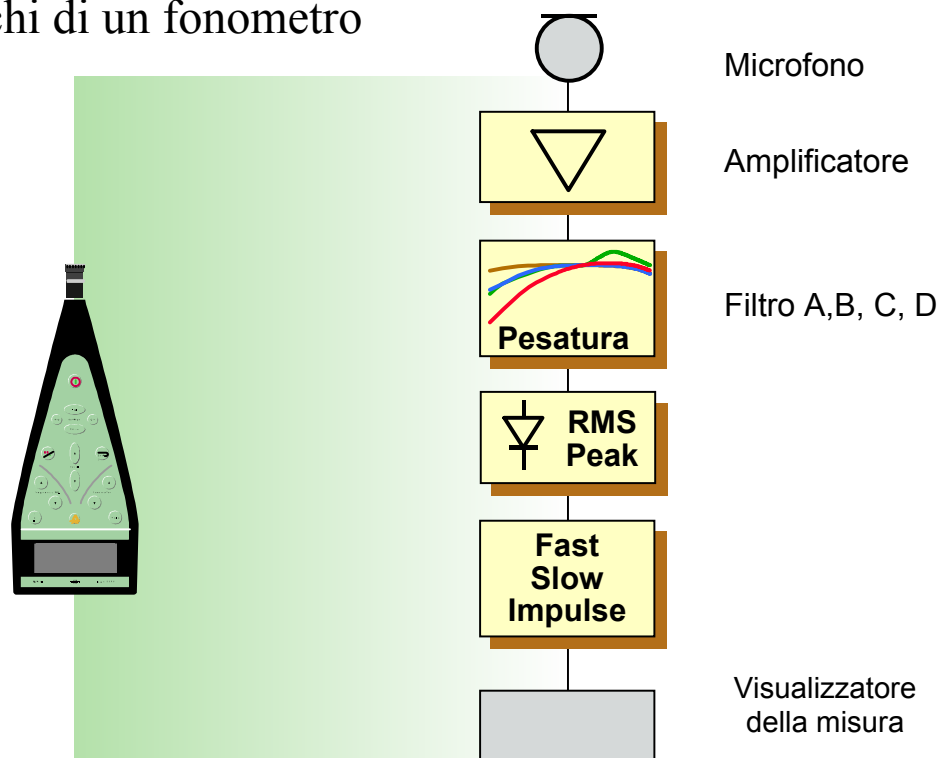 chi di un fonometro
Microfono
Amplificatore
Pesatura
Filtro A,B, C, D
RMS
Peak
Fast
Slow
Impulse
Visualizzatore
della misura